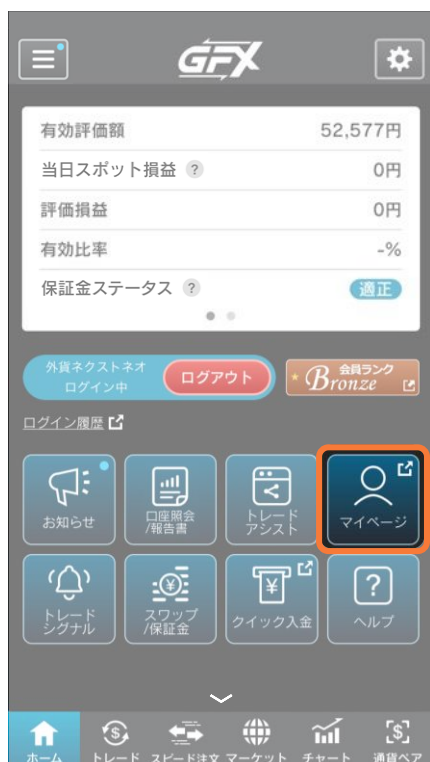 GFX
有効評価額 52,577円
当日スポット損益 ? 0円
評価損益 0円
有効比率 -%
保証金ステータス ? 適正
外貨ネクストネオ
ログイン中
ログアウト
会員ランク
Bronze
ログイン履歴
お知らせ
口座照会
/報告書
トレード
アシスト
マイページ
トレード
シグナル
スワップ
/保証金
クイック入金
ヘルプ
ホーム トレード スピード注文 マーケット チャート 通貨ペア